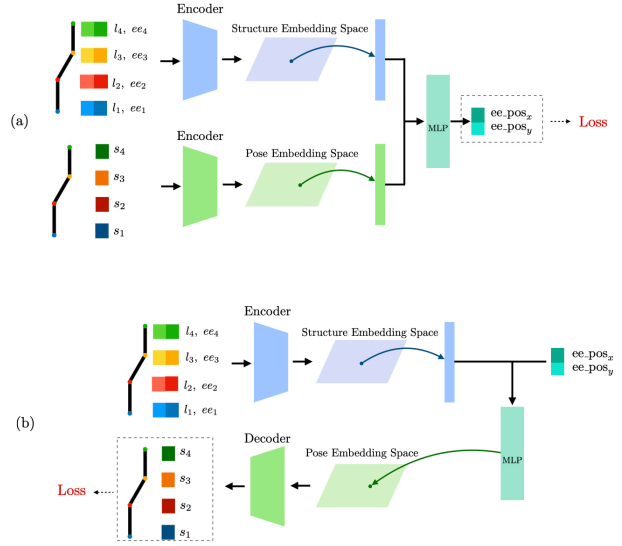 Encoder
Structure Embedding Space
l₄, ee₄
l₃, ee₃
l₂, ee₂
l₁, ee₁
(a)
MLP
ee_posₓ
ee_posᵧ
Loss
Encoder
Pose Embedding Space
s₄
s₃
s₂
s₁
Encoder
Structure Embedding Space
l₄, ee₄
l₃, ee₃
l₂, ee₂
l₁, ee₁
ee_posₓ
ee_posᵧ
(b)
MLP
Decoder
Pose Embedding Space
s₄
s₃
s₂
s₁
Loss